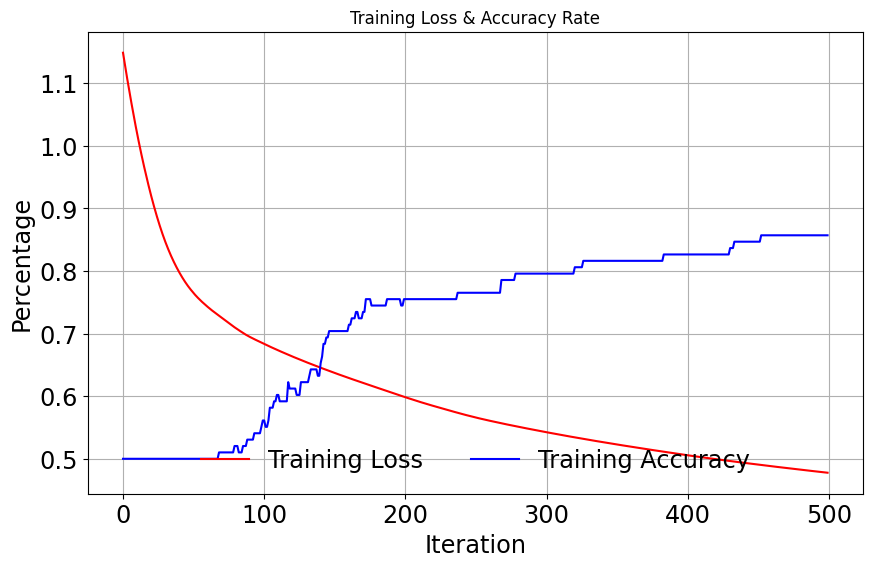 Training Loss & Accuracy Rate
Percentage
1.1
1.0
0.9
0.8
0.7
0.6
0.5
Training Loss
Training Accuracy
0 100 200 300 400 500
Iteration